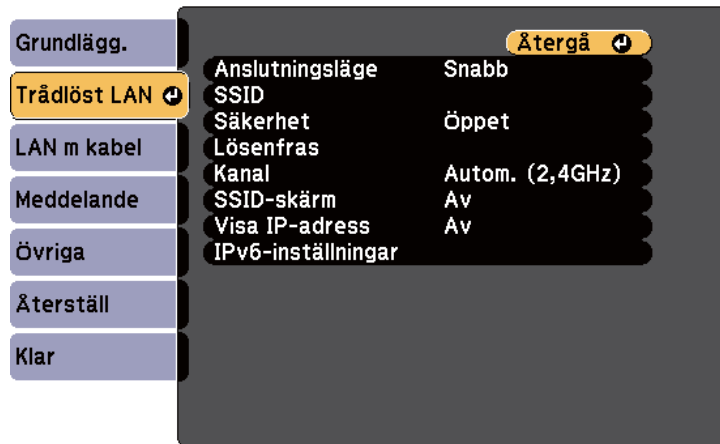 Grundlägg.
Trådlöst LAN
LAN m kabel
Meddelande
Övriga
Återställ
Klar
Återgå
Anslutningsläge Snabb
SSID
Säkerhet Öppet
Lösenfras
Kanal Autom. (2,4GHz)
SSID-skärm Av
Visa IP-adress Av
IPv6-inställningar